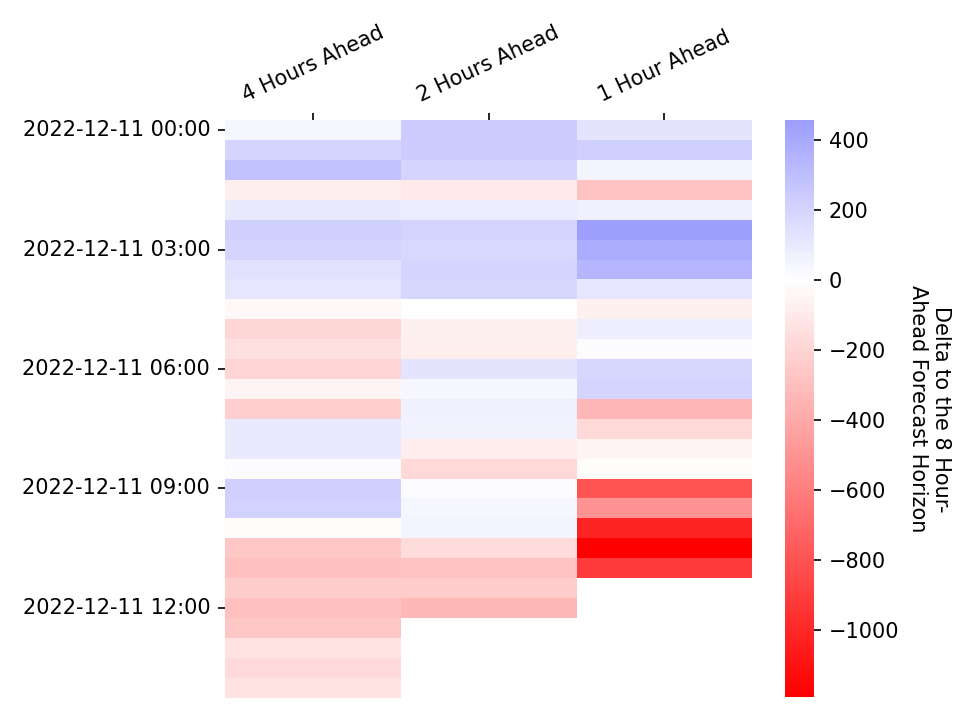 4 Hours Ahead
2 Hours Ahead
1 Hour Ahead
2022-12-11 00:00
2022-12-11 03:00
2022-12-11 06:00
2022-12-11 09:00
2022-12-11 12:00
400
200
0
−200
−400
−600
−800
−1000
Delta to the 8 Hour-
Ahead Forecast Horizon